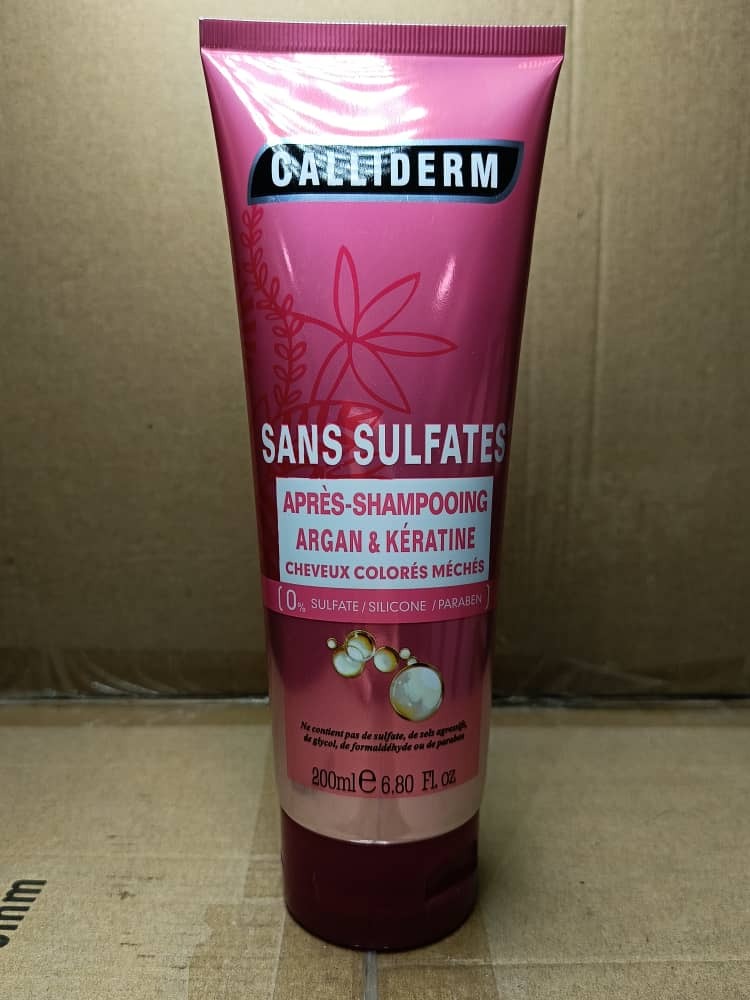 CALLIDERM
SANS SULFATES
APRÈS-SHAMPOOING
ARGAN & KÉRATINE
CHEVEUX COLORÉS MÉCHÉS
(0% SULFATE / SILICONE / PARABEN)
Ne contient pas de sulfate, de sels agressifs,
de glycol, de formaldéhyde ou de paraben
200ml e 6,80 Fl. oz